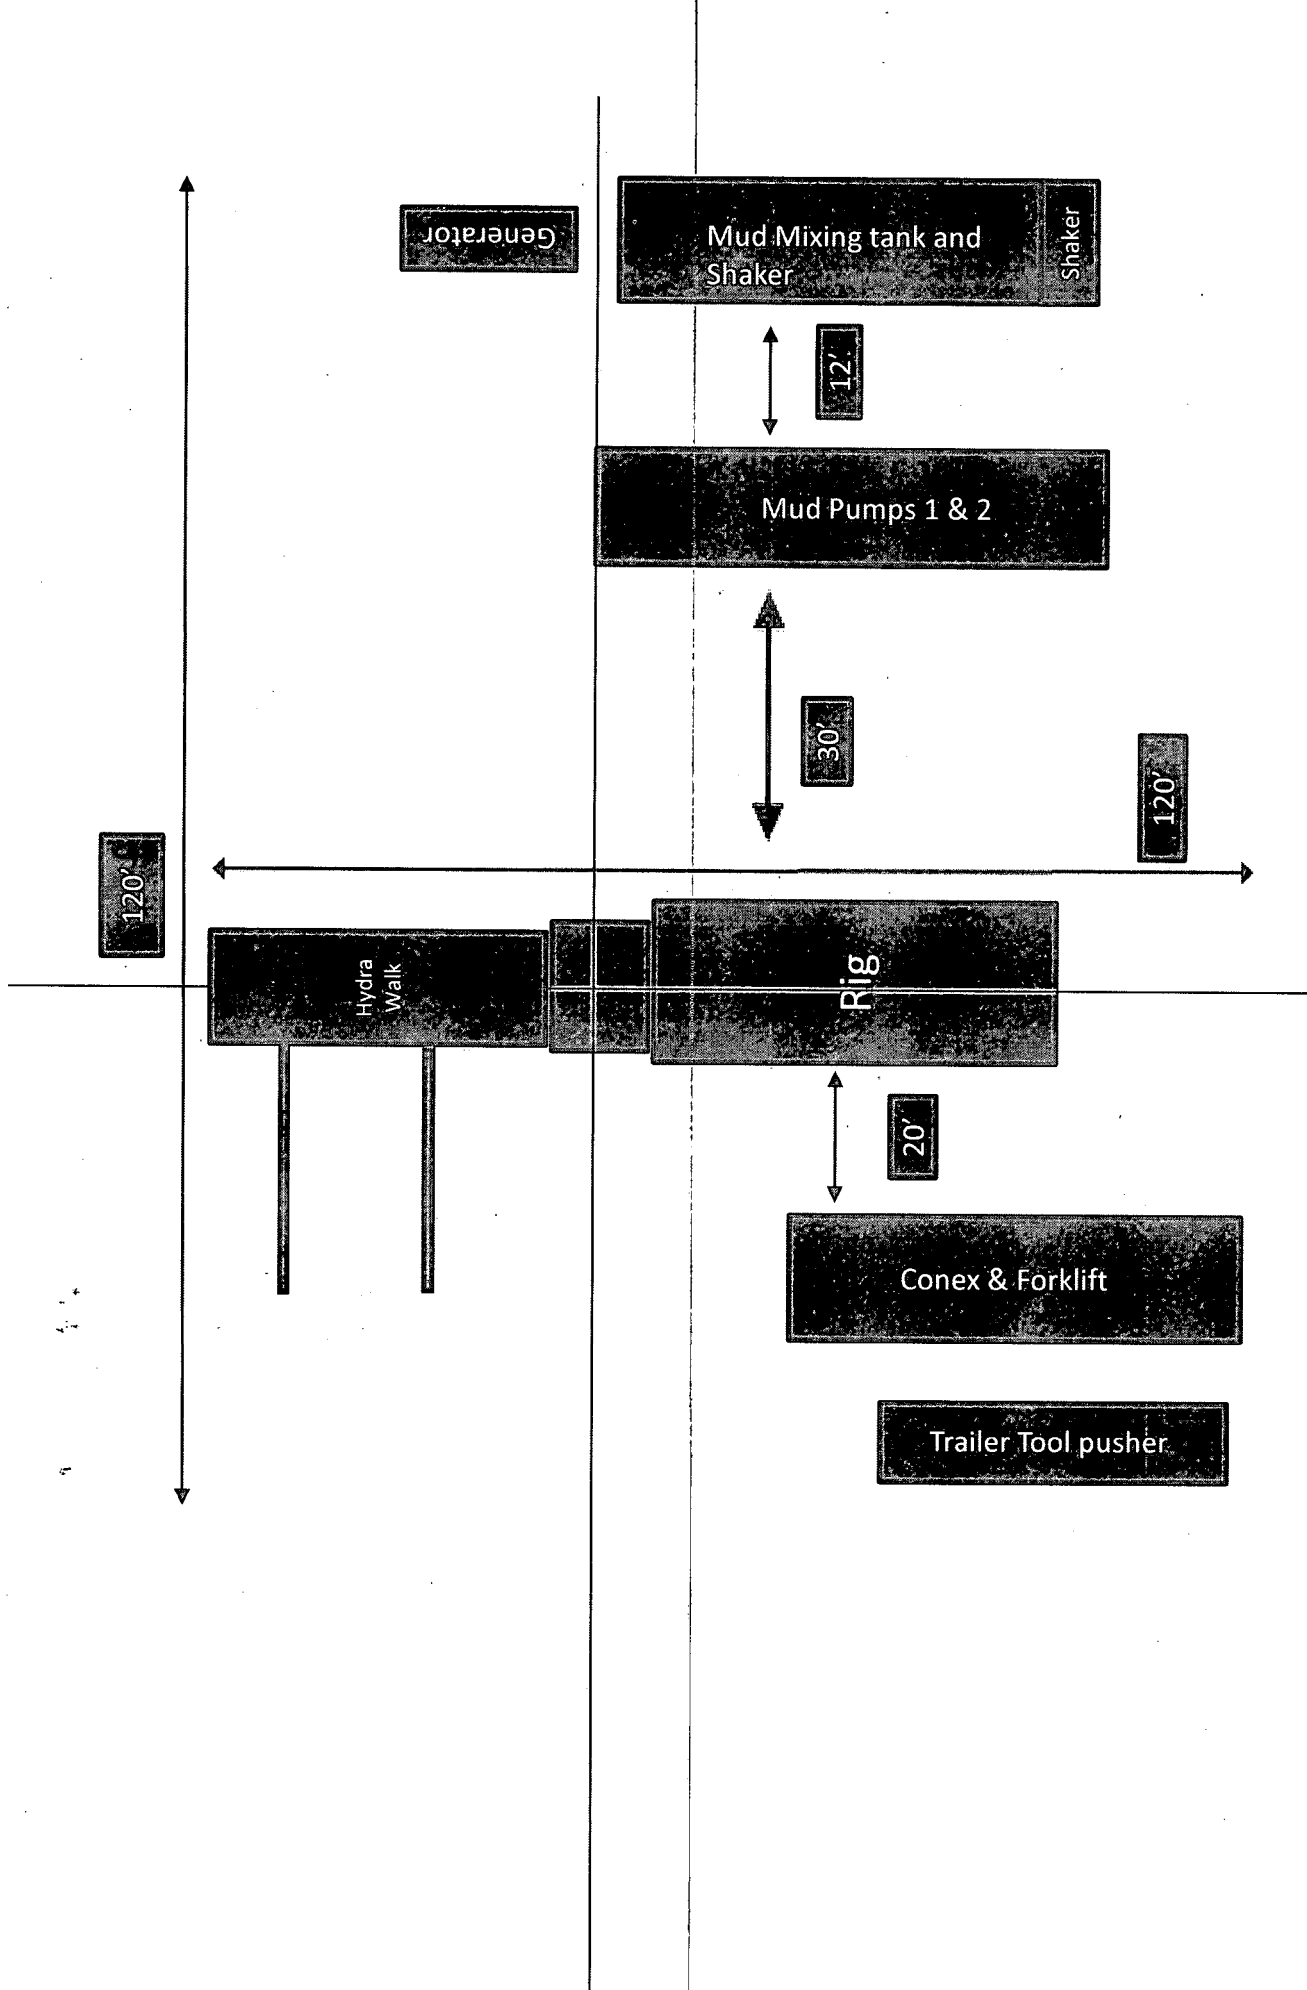 Generator
Mud Mixing tank and
Shaker
Shaker
12'
Mud Pumps 1 & 2
30'
120'
120'
Hydra
Walk
Rig
20'
Conex & Forklift
Trailer Tool pusher